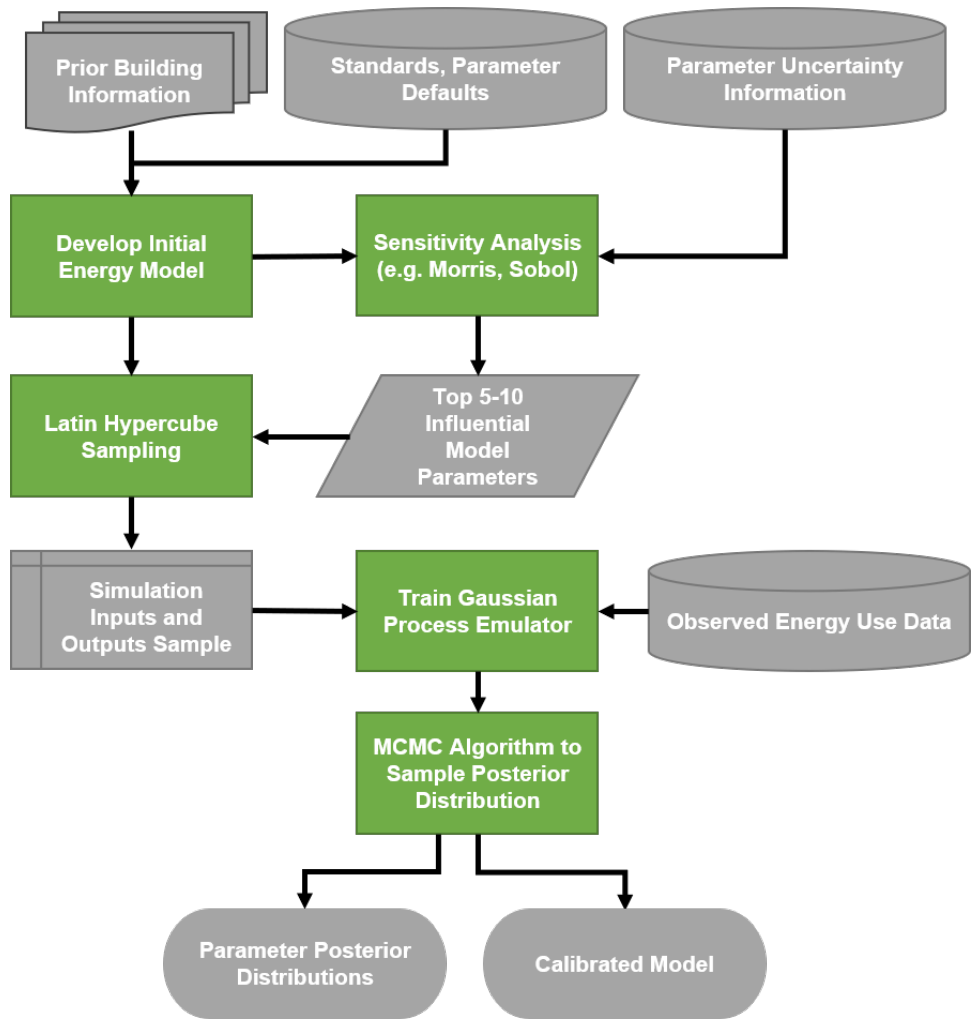 Prior Building
Information
Standards, Parameter
Defaults
Parameter Uncertainty
Information
Develop Initial
Energy Model
Sensitivity Analysis
(e.g. Morris, Sobol)
Latin Hypercube
Sampling
Top 5-10
Influential
Model
Parameters
Simulation
Inputs and
Outputs Sample
Train Gaussian
Process Emulator
Observed Energy Use Data
MCMC Algorithm to
Sample Posterior
Distribution
Parameter Posterior
Distributions
Calibrated Model